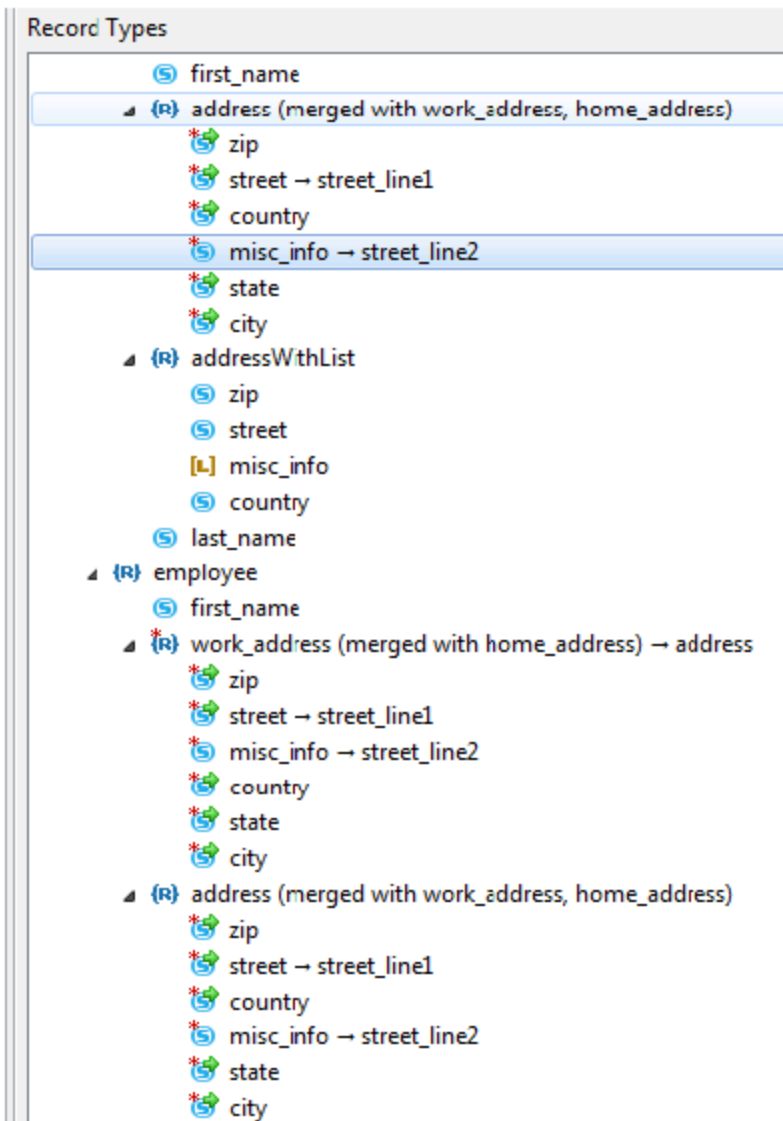 Record Types
first_name
{R} address (merged with work_address, home_address)
* S zip
* S street → street_line1
* S country
* S misc_info → street_line2
* S state
* S city
{R} addressWithList
S zip
S street
[L] misc_info
S country
S last_name
{R} employee
S first_name
* {R} work_address (merged with home_address) → address
* S zip
* S street → street_line1
* S misc_info → street_line2
* S country
* S state
* S city
{R} address (merged with work_address, home_address)
* S zip
* S street → street_line1
* S country
* S misc_info → street_line2
* S state
* S city